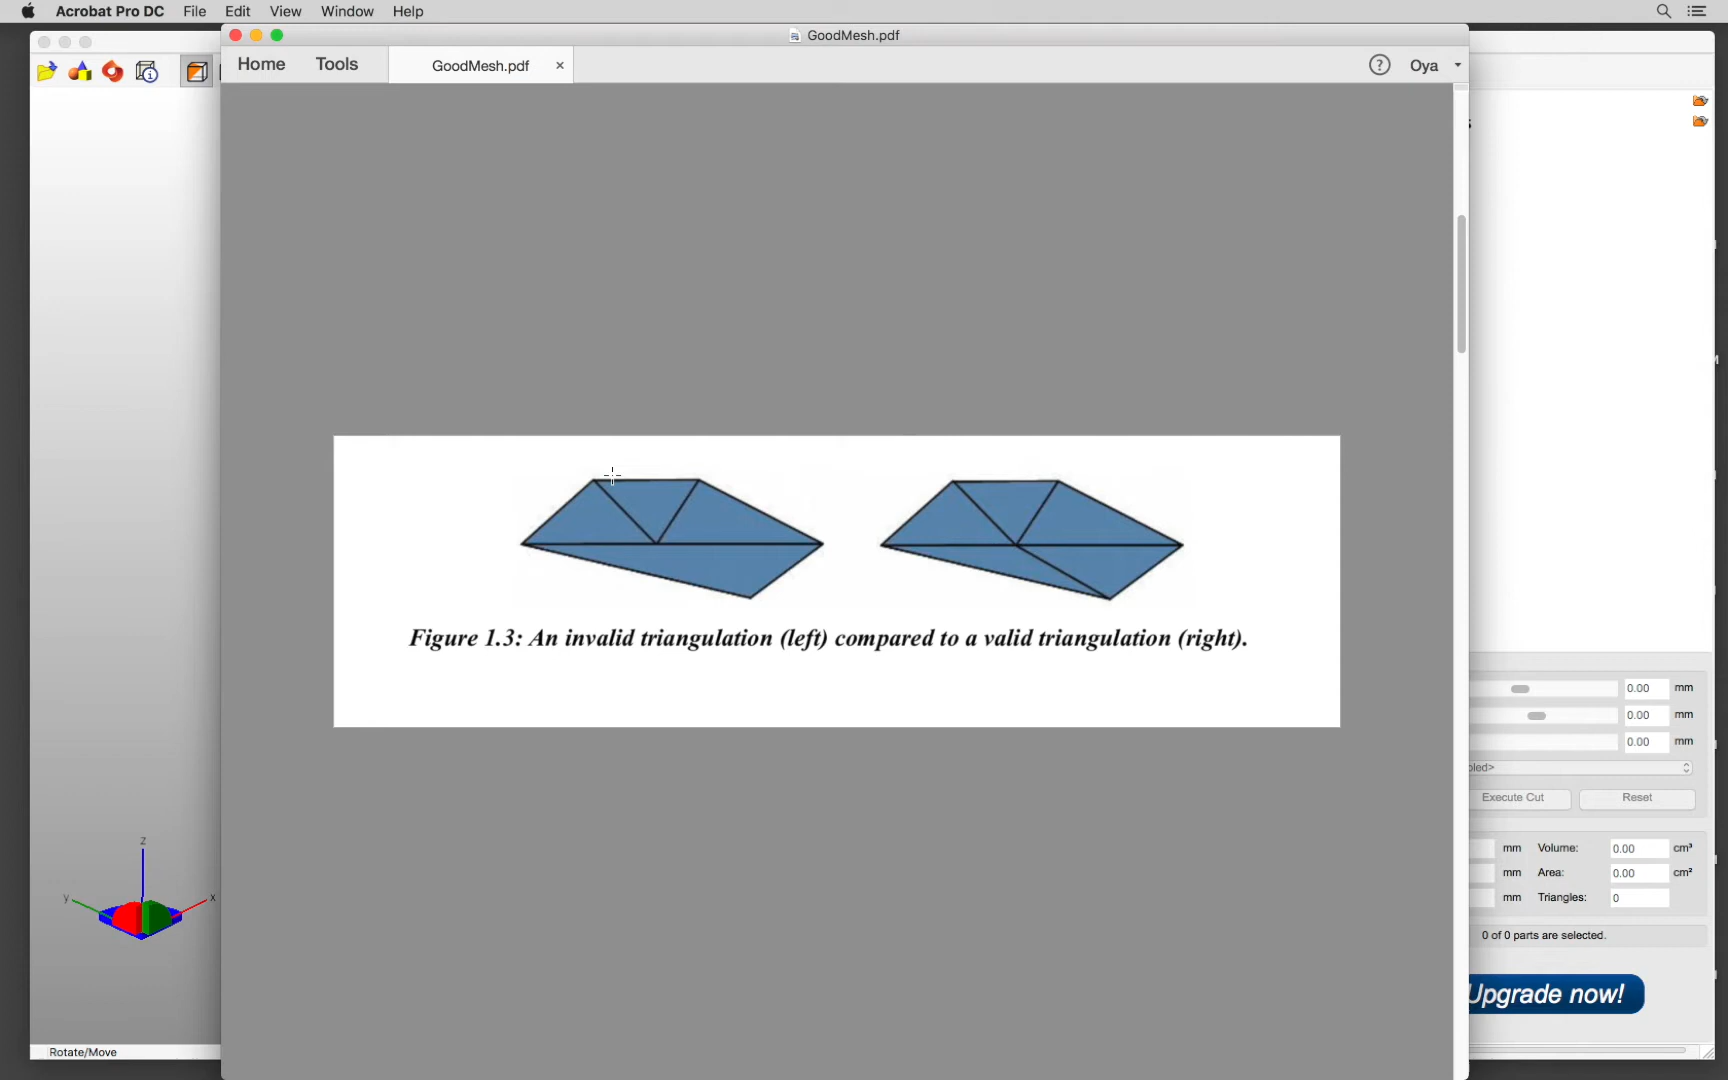 Acrobat Pro DC File Edit View Window Help
GoodMesh.pdf
Home Tools GoodMesh.pdf × ? Oya
Figure 1.3: An invalid triangulation (left) compared to a valid triangulation (right).
0.00 mm
0.00 mm
0.00 mm
Execute Cut Reset
z
mm Volume: 0.00 cm³
mm Area: 0.00 cm²
y x mm Triangles: 0
0 of 0 parts are selected.
Upgrade now!
Rotate/Move